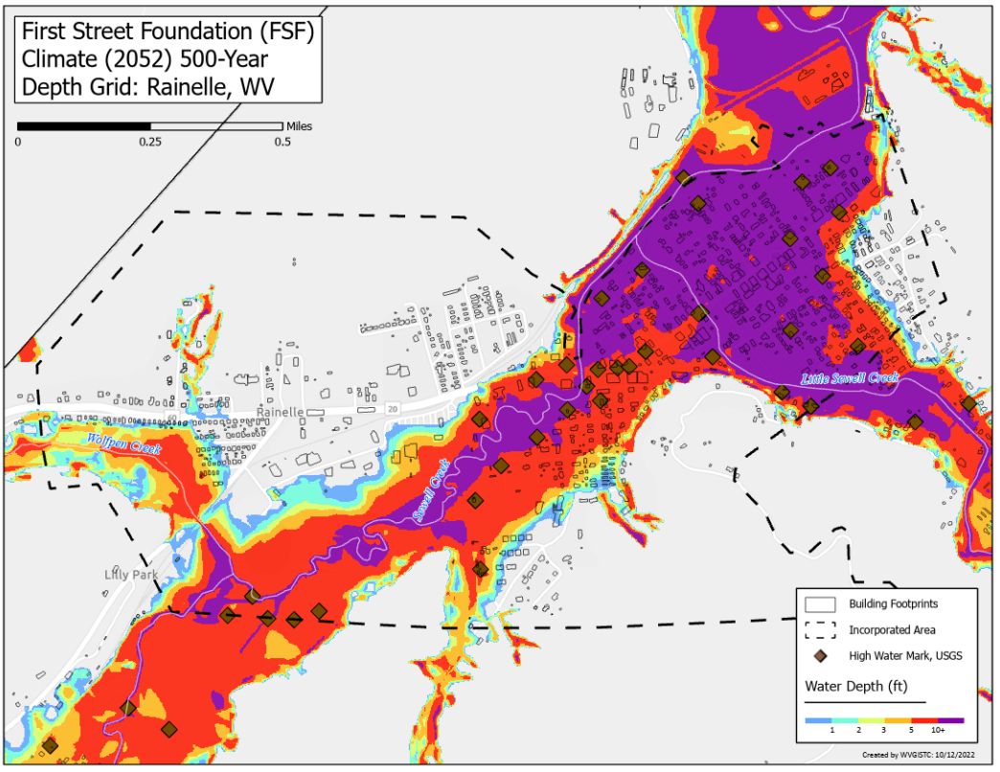 First Street Foundation (FSF)
Climate (2052) 500-Year
Depth Grid: Rainelle, WV
Miles
0 0.25 0.5
Little Sewell Creek
20
Rainelle
Wolfpen Creek
Sewell Creek
Lilly Park
Building Footprints
Incorporated Area
High Water Mark, USGS
Water Depth (ft)
1 2 3 5 10+
Created by WVGISTC: 10/12/2022